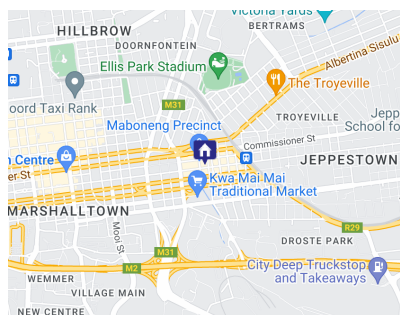 Victoria Yards
BERTRAMS
HILLBROW
DOORNFONTEIN
Albertina Sisulu
Ellis Park Stadium
The Troyeville
oord Taxi Rank
M31
TROYEVILLE
Jepp
School fo
Maboneng Precinct
Commissioner St
n Centre
JEPPESTOWN
er St
Kwa Mai Mai
Traditional Market
MARSHALLTOWN
Mooi St
R29
DROSTE PARK
M31
M2
City Deep Truckstop
and Takeaways
WEMMER
VILLAGE MAIN
NEW CENTRE